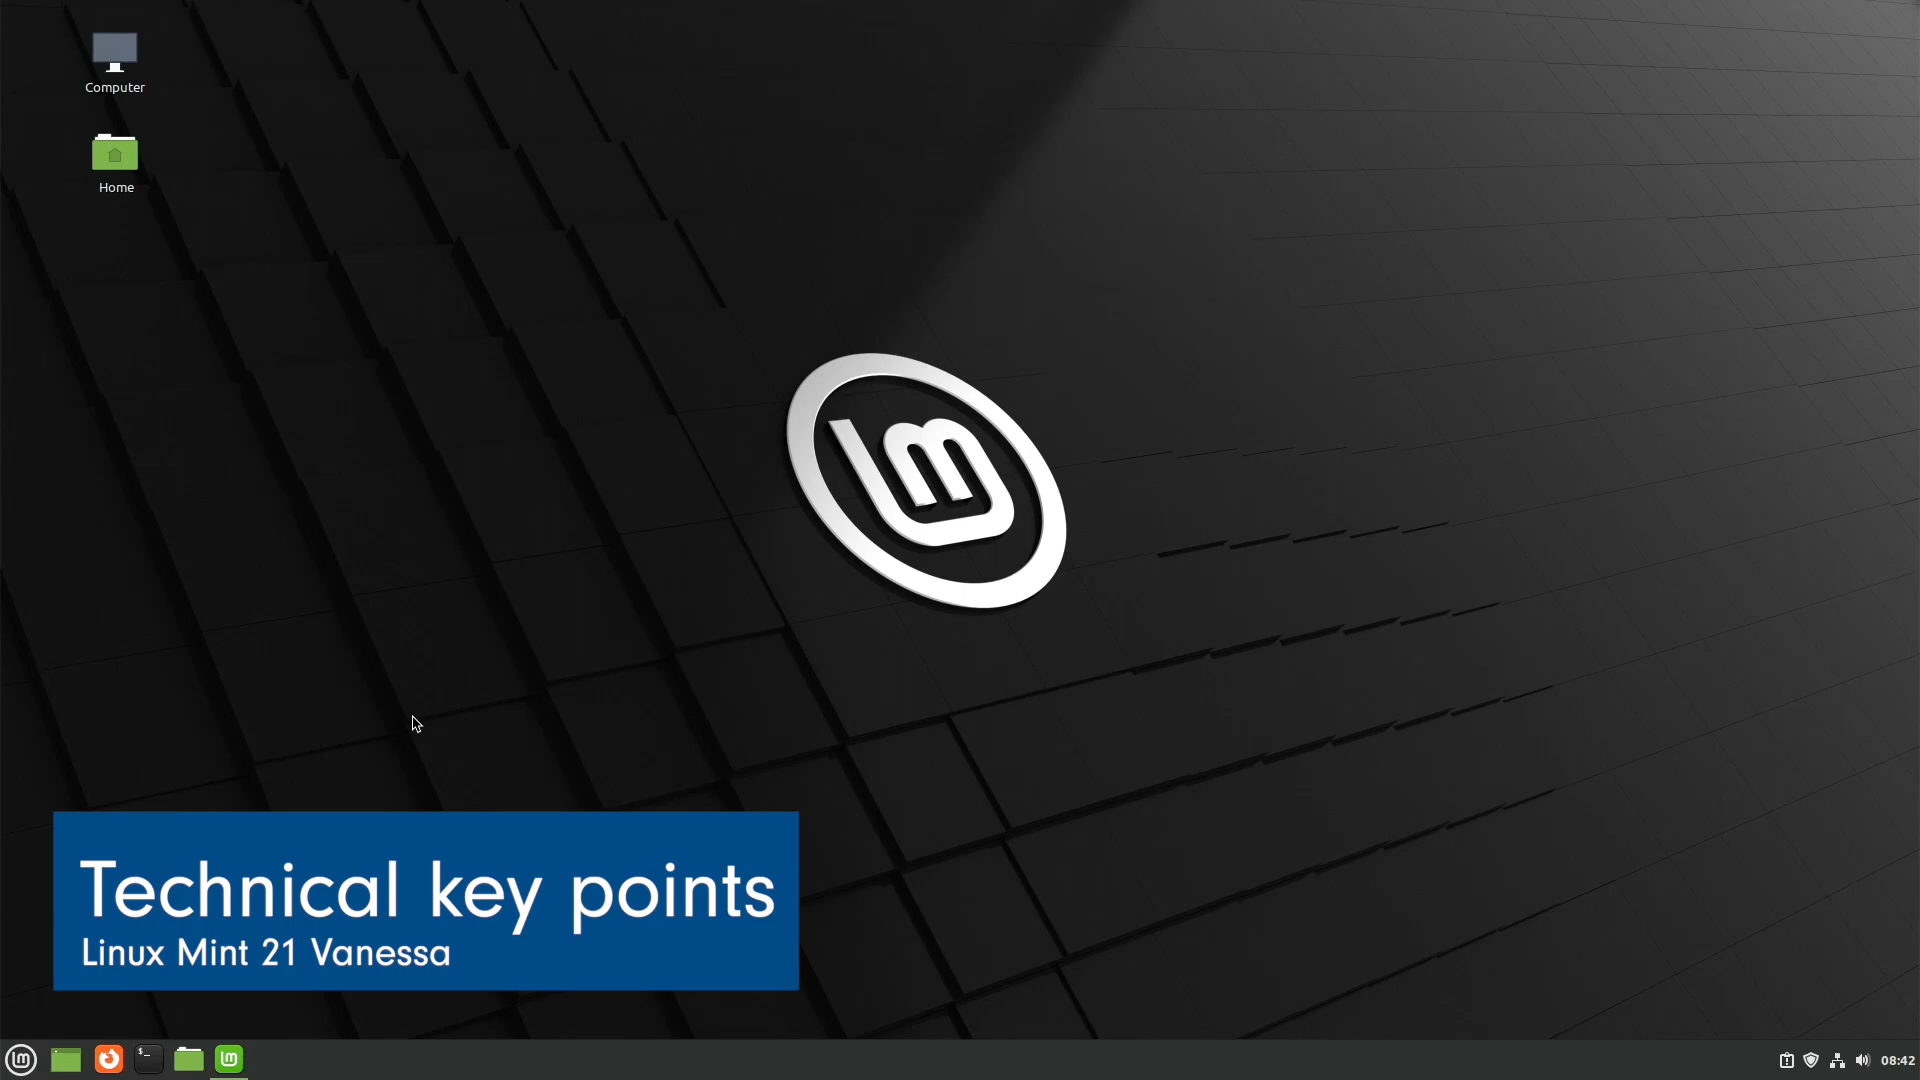 Computer
Home
Technical key points
Linux Mint 21 Vanessa
08:42